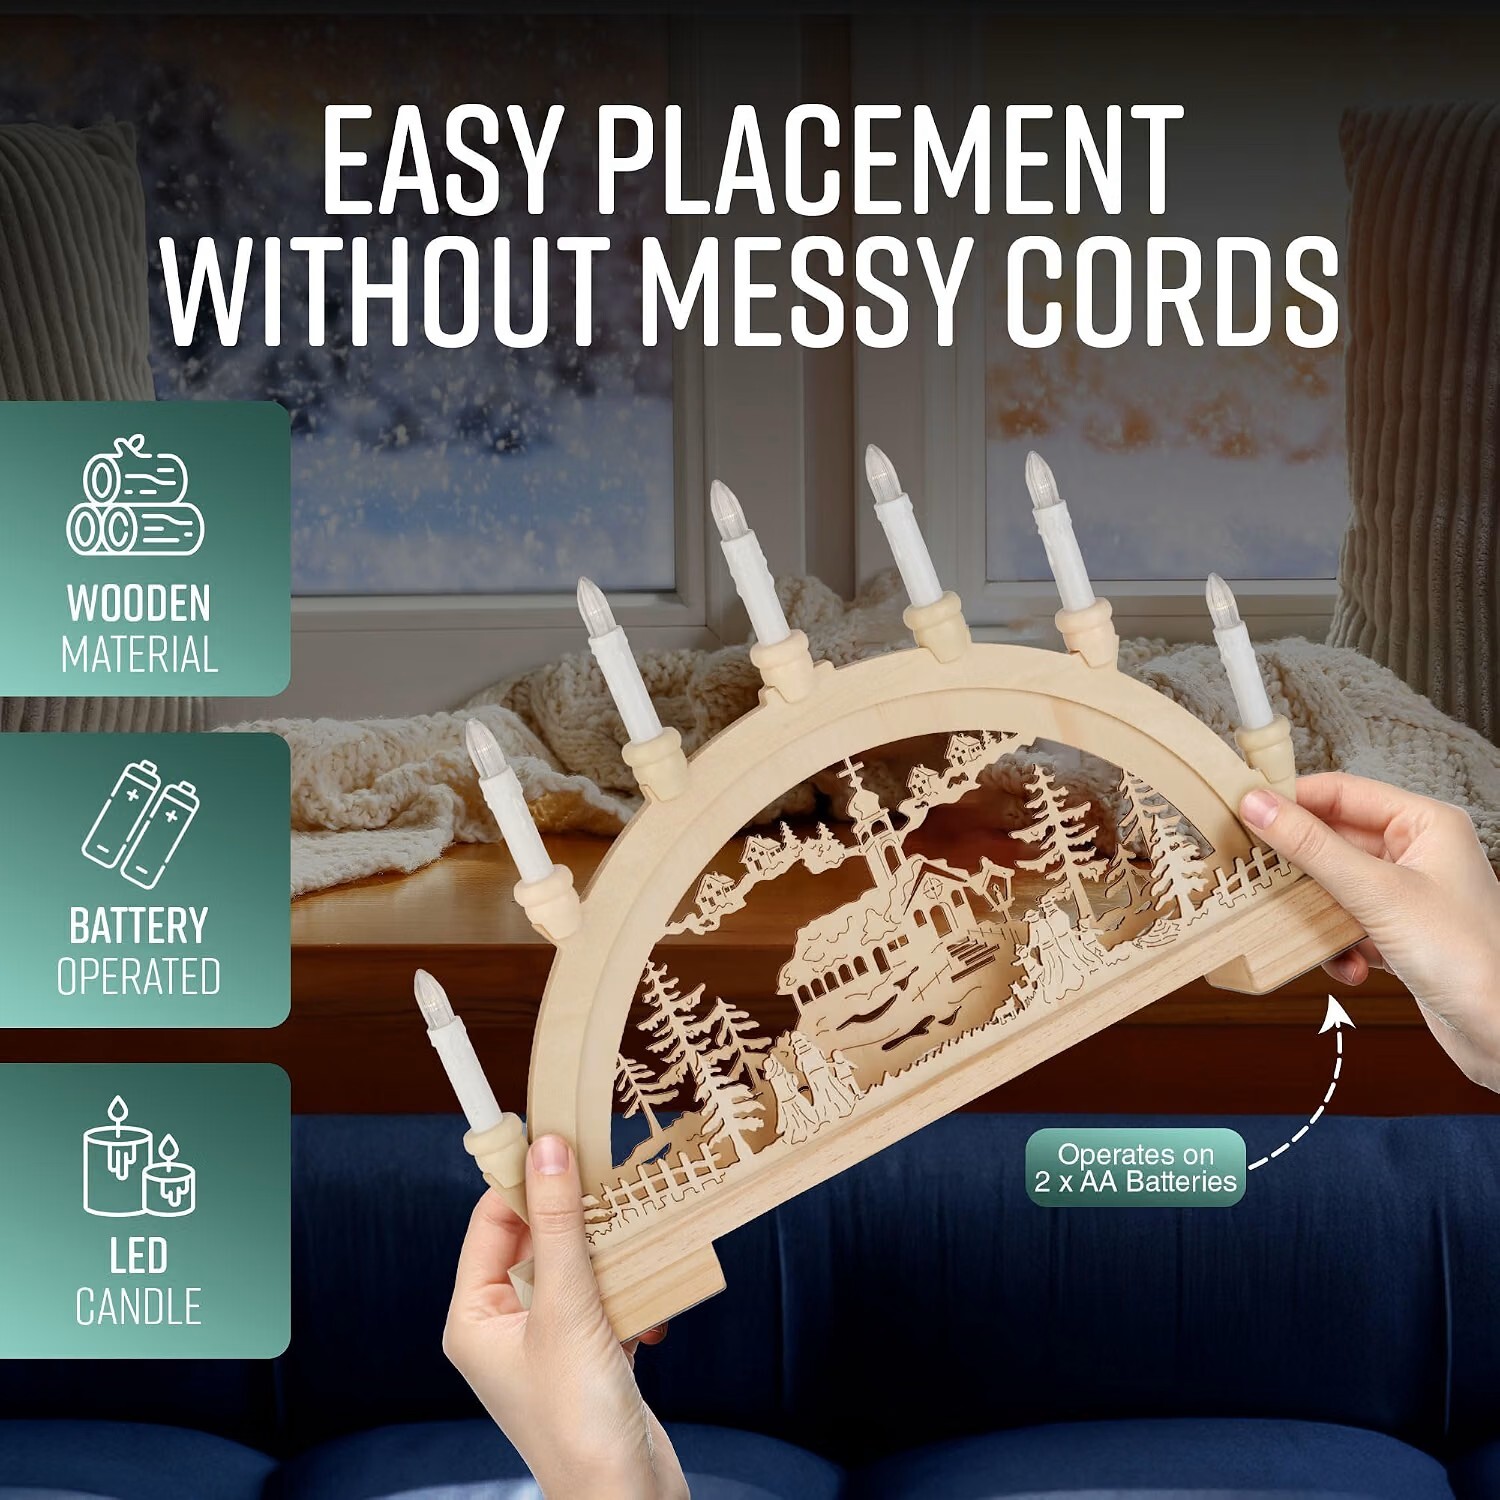 EASY PLACEMENT
WITHOUT MESSY CORDS
WOODEN
MATERIAL
BATTERY
OPERATED
LED
CANDLE
Operates on
2 x AA Batteries